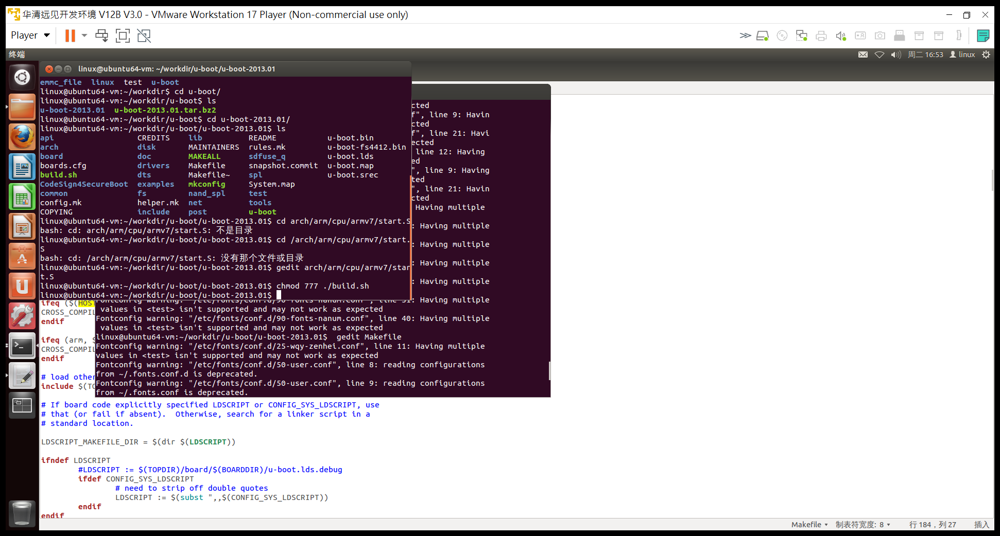 华清远见开发环境 V12B V3.0 - VMware Workstation 17 Player (Non-commercial use only)
Player
终端
周二 16:53 linux
linux@ubuntu64-vm: ~/workdir/u-boot/u-boot-2013.01
emmc_file linux test u-boot
linux@ubuntu64-vm:~/workdir$ cd u-boot/
linux@ubuntu64-vm:~/workdir/u-boot$ ls
u-boot-2013.01 u-boot-2013.01.tar.bz2
linux@ubuntu64-vm:~/workdir/u-boot$ cd u-boot-2013.01/
linux@ubuntu64-vm:~/workdir/u-boot/u-boot-2013.01$ ls
api CREDITS lib README u-boot.bin
arch disk MAINTAINERS rules.mk u-boot-fs4412.bin
board doc MAKEALL sdfuse_q u-boot.lds
boards.cfg drivers Makefile snapshot.commit u-boot.map
build.sh dts Makefile~ spl u-boot.srec
CodeSign4SecureBoot examples mkconfig System.map
common fs nand_spl test
config.mk helper.mk net tools
COPYING include post u-boot
linux@ubuntu64-vm:~/workdir/u-boot/u-boot-2013.01$ cd arch/arm/cpu/armv7/start.S
bash: cd: arch/arm/cpu/armv7/start.S: 不是目录
linux@ubuntu64-vm:~/workdir/u-boot/u-boot-2013.01$ cd /arch/arm/cpu/armv7/start.
S
bash: cd: /arch/arm/cpu/armv7/start.S: 没有那个文件或目录
linux@ubuntu64-vm:~/workdir/u-boot/u-boot-2013.01$ gedit arch/arm/cpu/armv7/star
t.S
linux@ubuntu64-vm:~/workdir/u-boot/u-boot-2013.01$ chmod 777 ./build.sh
linux@ubuntu64-vm:~/workdir/u-boot/u-boot-2013.01$
cted
f", line 9: Havin
cted
f", line 21: Havi
ected
line 12: Having
ed
", line 9: Having
ted
", line 21: Havin
cted
Having multiple
: Having multiple
: Having multiple
: Having multiple
: Having multiple
Fontconfig warning: "/etc/fonts/conf.d/90-fonts-nanum.conf", line 31: Having multiple
values in <test> isn't supported and may not work as expected
Fontconfig warning: "/etc/fonts/conf.d/90-fonts-nanum.conf", line 40: Having multiple
values in <test> isn't supported and may not work as expected
linux@ubuntu64-vm:~/workdir/u-boot/u-boot-2013.01$  gedit Makefile
Fontconfig warning: "/etc/fonts/conf.d/25-wqy-zenhei.conf", line 11: Having multiple
values in <test> isn't supported and may not work as expected
Fontconfig warning: "/etc/fonts/conf.d/50-user.conf", line 8: reading configurations
from ~/.fonts.conf.d is deprecated.
Fontconfig warning: "/etc/fonts/conf.d/50-user.conf", line 9: reading configurations
from ~/.fonts.conf is deprecated.
ifeq ($(HOST
CROSS_COMPIL
endif
ifeq (arm, $
CROSS_COMPIL
endif
# load other
include $(TO
# If board code explicitly specified LDSCRIPT or CONFIG_SYS_LDSCRIPT, use
# that (or fail if absent).  Otherwise, search for a linker script in a
# standard location.
LDSCRIPT_MAKEFILE_DIR = $(dir $(LDSCRIPT))
ifndef LDSCRIPT
#LDSCRIPT := $(TOPDIR)/board/$(BOARDDIR)/u-boot.lds.debug
ifdef CONFIG_SYS_LDSCRIPT
# need to strip off double quotes
LDSCRIPT := $(subst ",,$(CONFIG_SYS_LDSCRIPT))
endif
endif
Makefile 制表符宽度: 8 行 184，列 27 插入